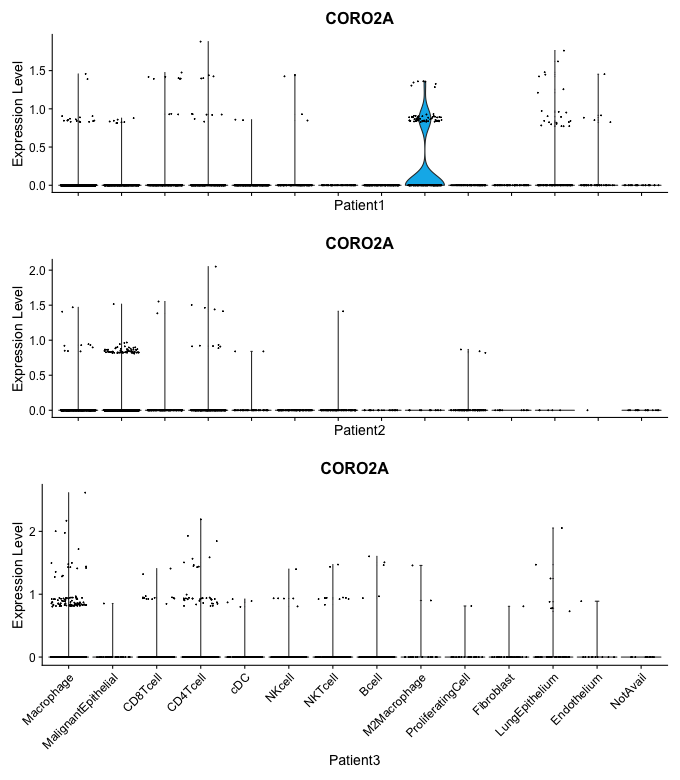 CORO2A
Expression Level
1.5
1.0
0.5
0.0
Patient1
CORO2A
Expression Level
2.0
1.5
1.0
0.5
0.0
Patient2
CORO2A
Expression Level
2
1
0
Macrophage
MalignantEpithelial
CD8Tcell
CD4Tcell
cDC
NKcell
NKTcell
Bcell
M2Macrophage
ProliferatingCell
Fibroblast
LungEpithelium
Endothelium
NotAvail
Patient3